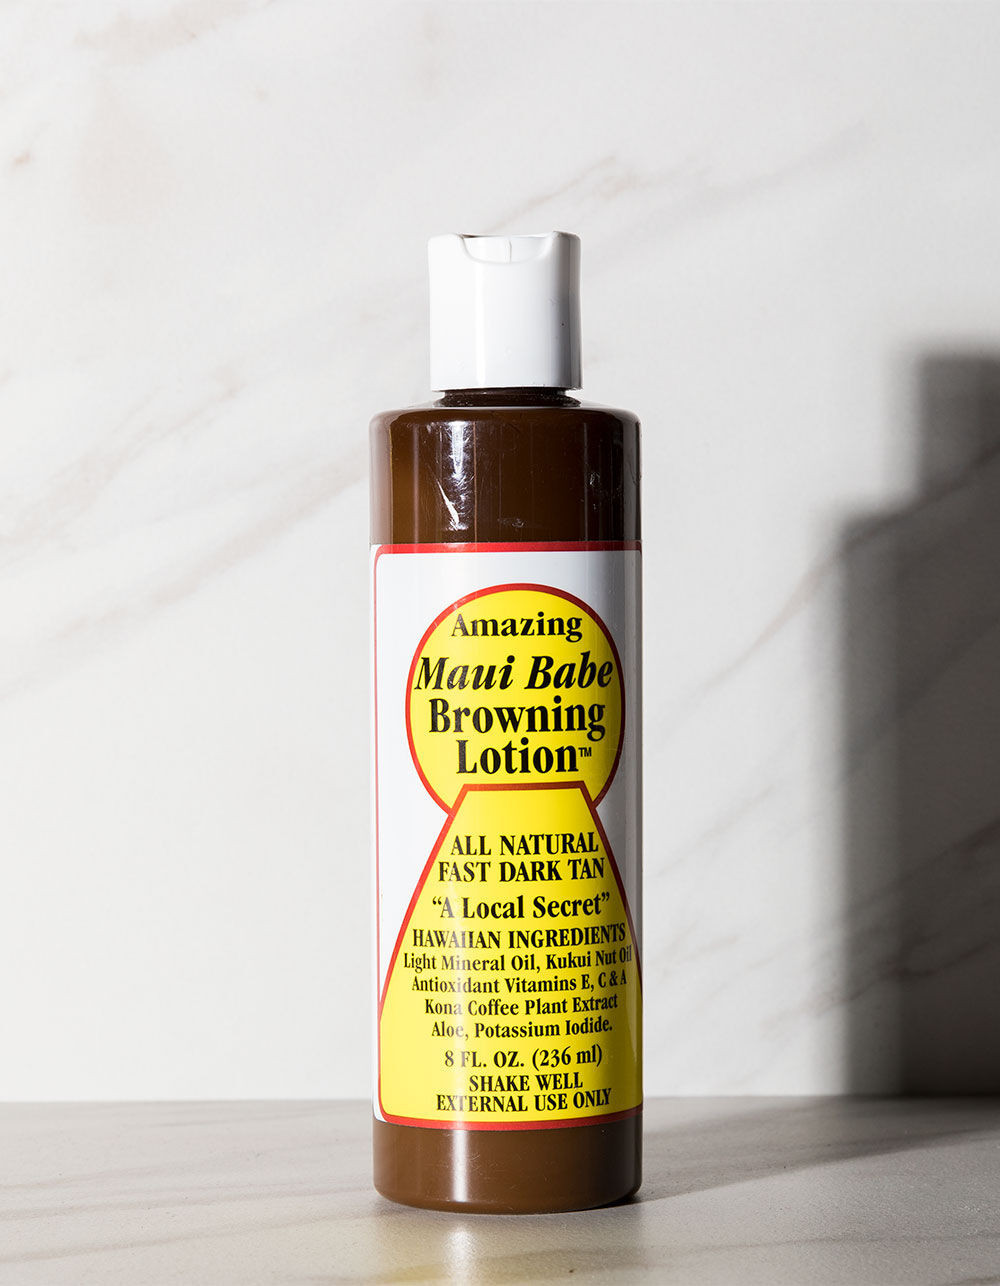 Amazing
Maui Babe
Browning
Lotion™
ALL NATURAL
FAST DARK TAN
“A Local Secret”
HAWAIIAN INGREDIENTS
Light Mineral Oil, Kukui Nut Oil
Antioxidant Vitamins E, C & A
Kona Coffee Plant Extract
Aloe, Potassium Iodide.
8 FL. OZ. (236 ml)
SHAKE WELL
EXTERNAL USE ONLY